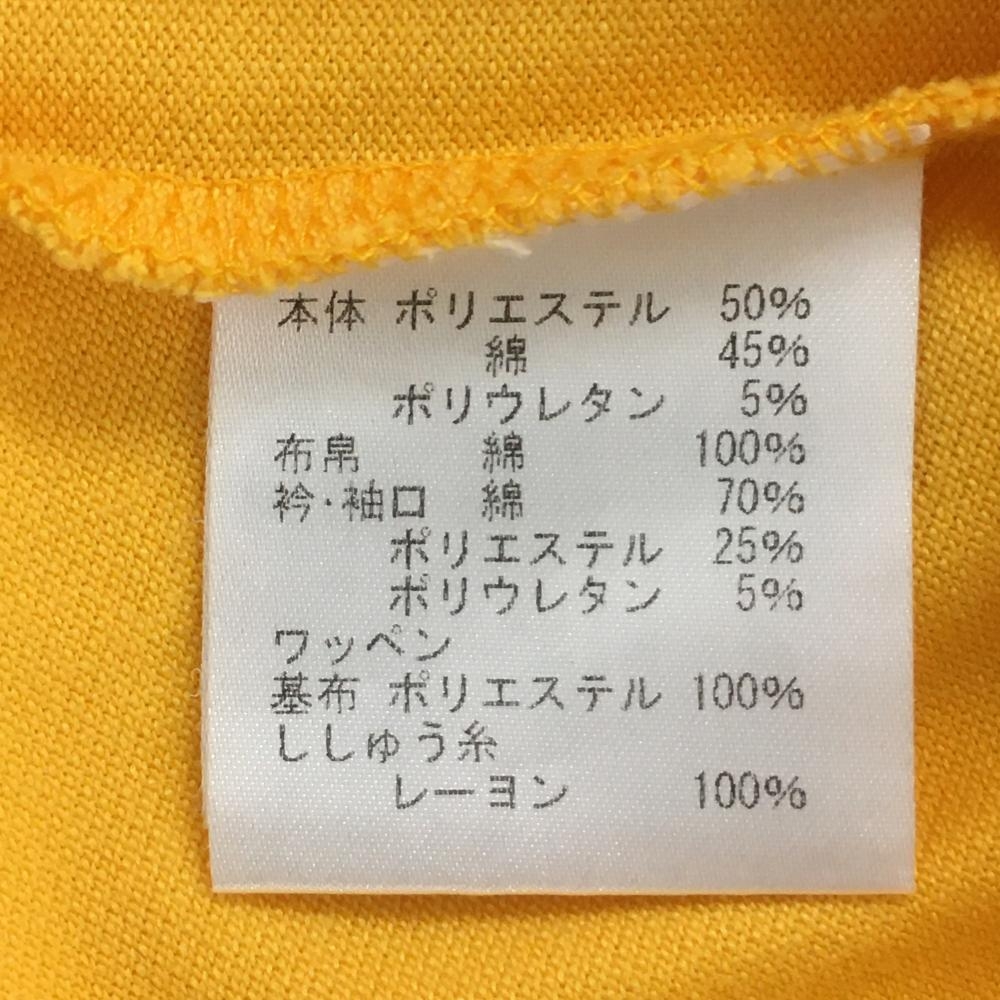 本体 ポリエステル 50%
綿 45%
ポリウレタン 5%
布帛 綿 100%
衿・袖口 綿 70%
ポリエステル 25%
ポリウレタン 5%
ワッペン
基布 ポリエステル 100%
ししゅう糸
レーヨン 100%